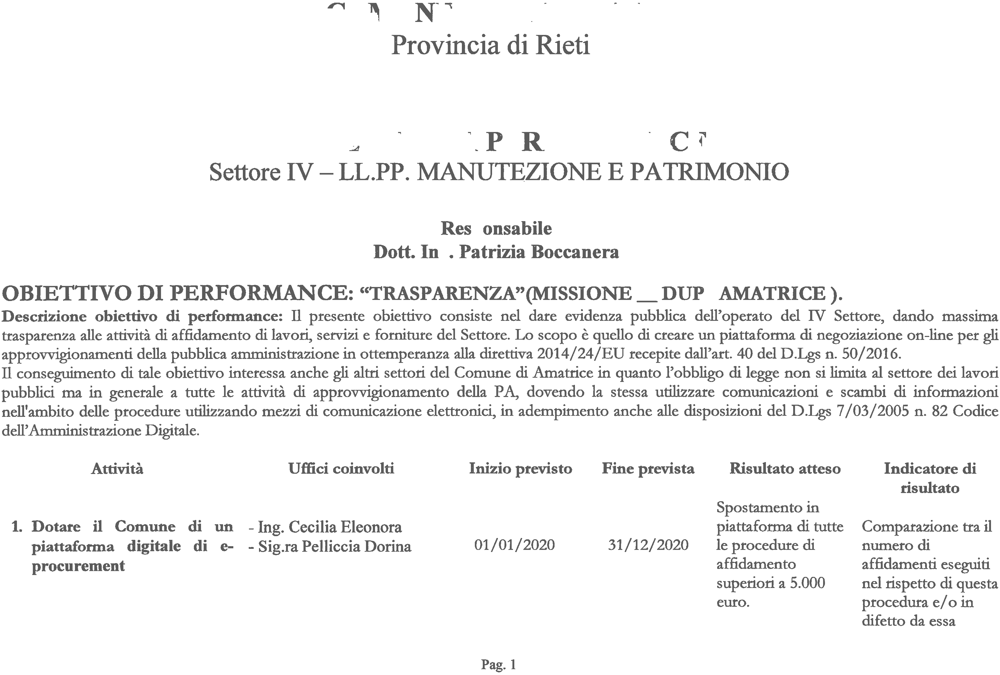 Provincia di Rieti
Settore IV – LL.PP. MANUTEZIONE E PATRIMONIO
Res onsabile
Dott. In . Patrizia Boccanera
OBIETTIVO DI PERFORMANCE: “TRASPARENZA”(MISSIONE __ DUP AMATRICE ).
Descrizione obiettivo di performance: Il presente obiettivo consiste nel dare evidenza pubblica dell’operato del IV Settore, dando massima
trasparenza alle attività di affidamento di lavori, servizi e forniture del Settore. Lo scopo è quello di creare un piattaforma di negoziazione on-line per gli
approvvigionamenti della pubblica amministrazione in ottemperanza alla direttiva 2014/24/EU recepite dall’art. 40 del D.Lgs n. 50/2016.
Il conseguimento di tale obiettivo interessa anche gli altri settori del Comune di Amatrice in quanto l’obbligo di legge non si limita al settore dei lavori
pubblici ma in generale a tutte le attività di approvvigionamento della PA, dovendo la stessa utilizzare comunicazioni e scambi di informazioni
nell'ambito delle procedure utilizzando mezzi di comunicazione elettronici, in adempimento anche alle disposizioni del D.Lgs 7/03/2005 n. 82 Codice
dell’Amministrazione Digitale.
Attività Uffici coinvolti Inizio previsto Fine prevista Risultato atteso Indicatore di
risultato
Spostamento in
1. Dotare il Comune di un - Ing. Cecilia Eleonora piattaforma di tutte Comparazione tra il
piattaforma digitale di e- - Sig.ra Pelliccia Dorina 01/01/2020 31/12/2020 le procedure di numero di
procurement affidamento affidamenti eseguiti
superiori a 5.000 nel rispetto di questa
euro. procedura e/o in
difetto da essa
Pag. 1